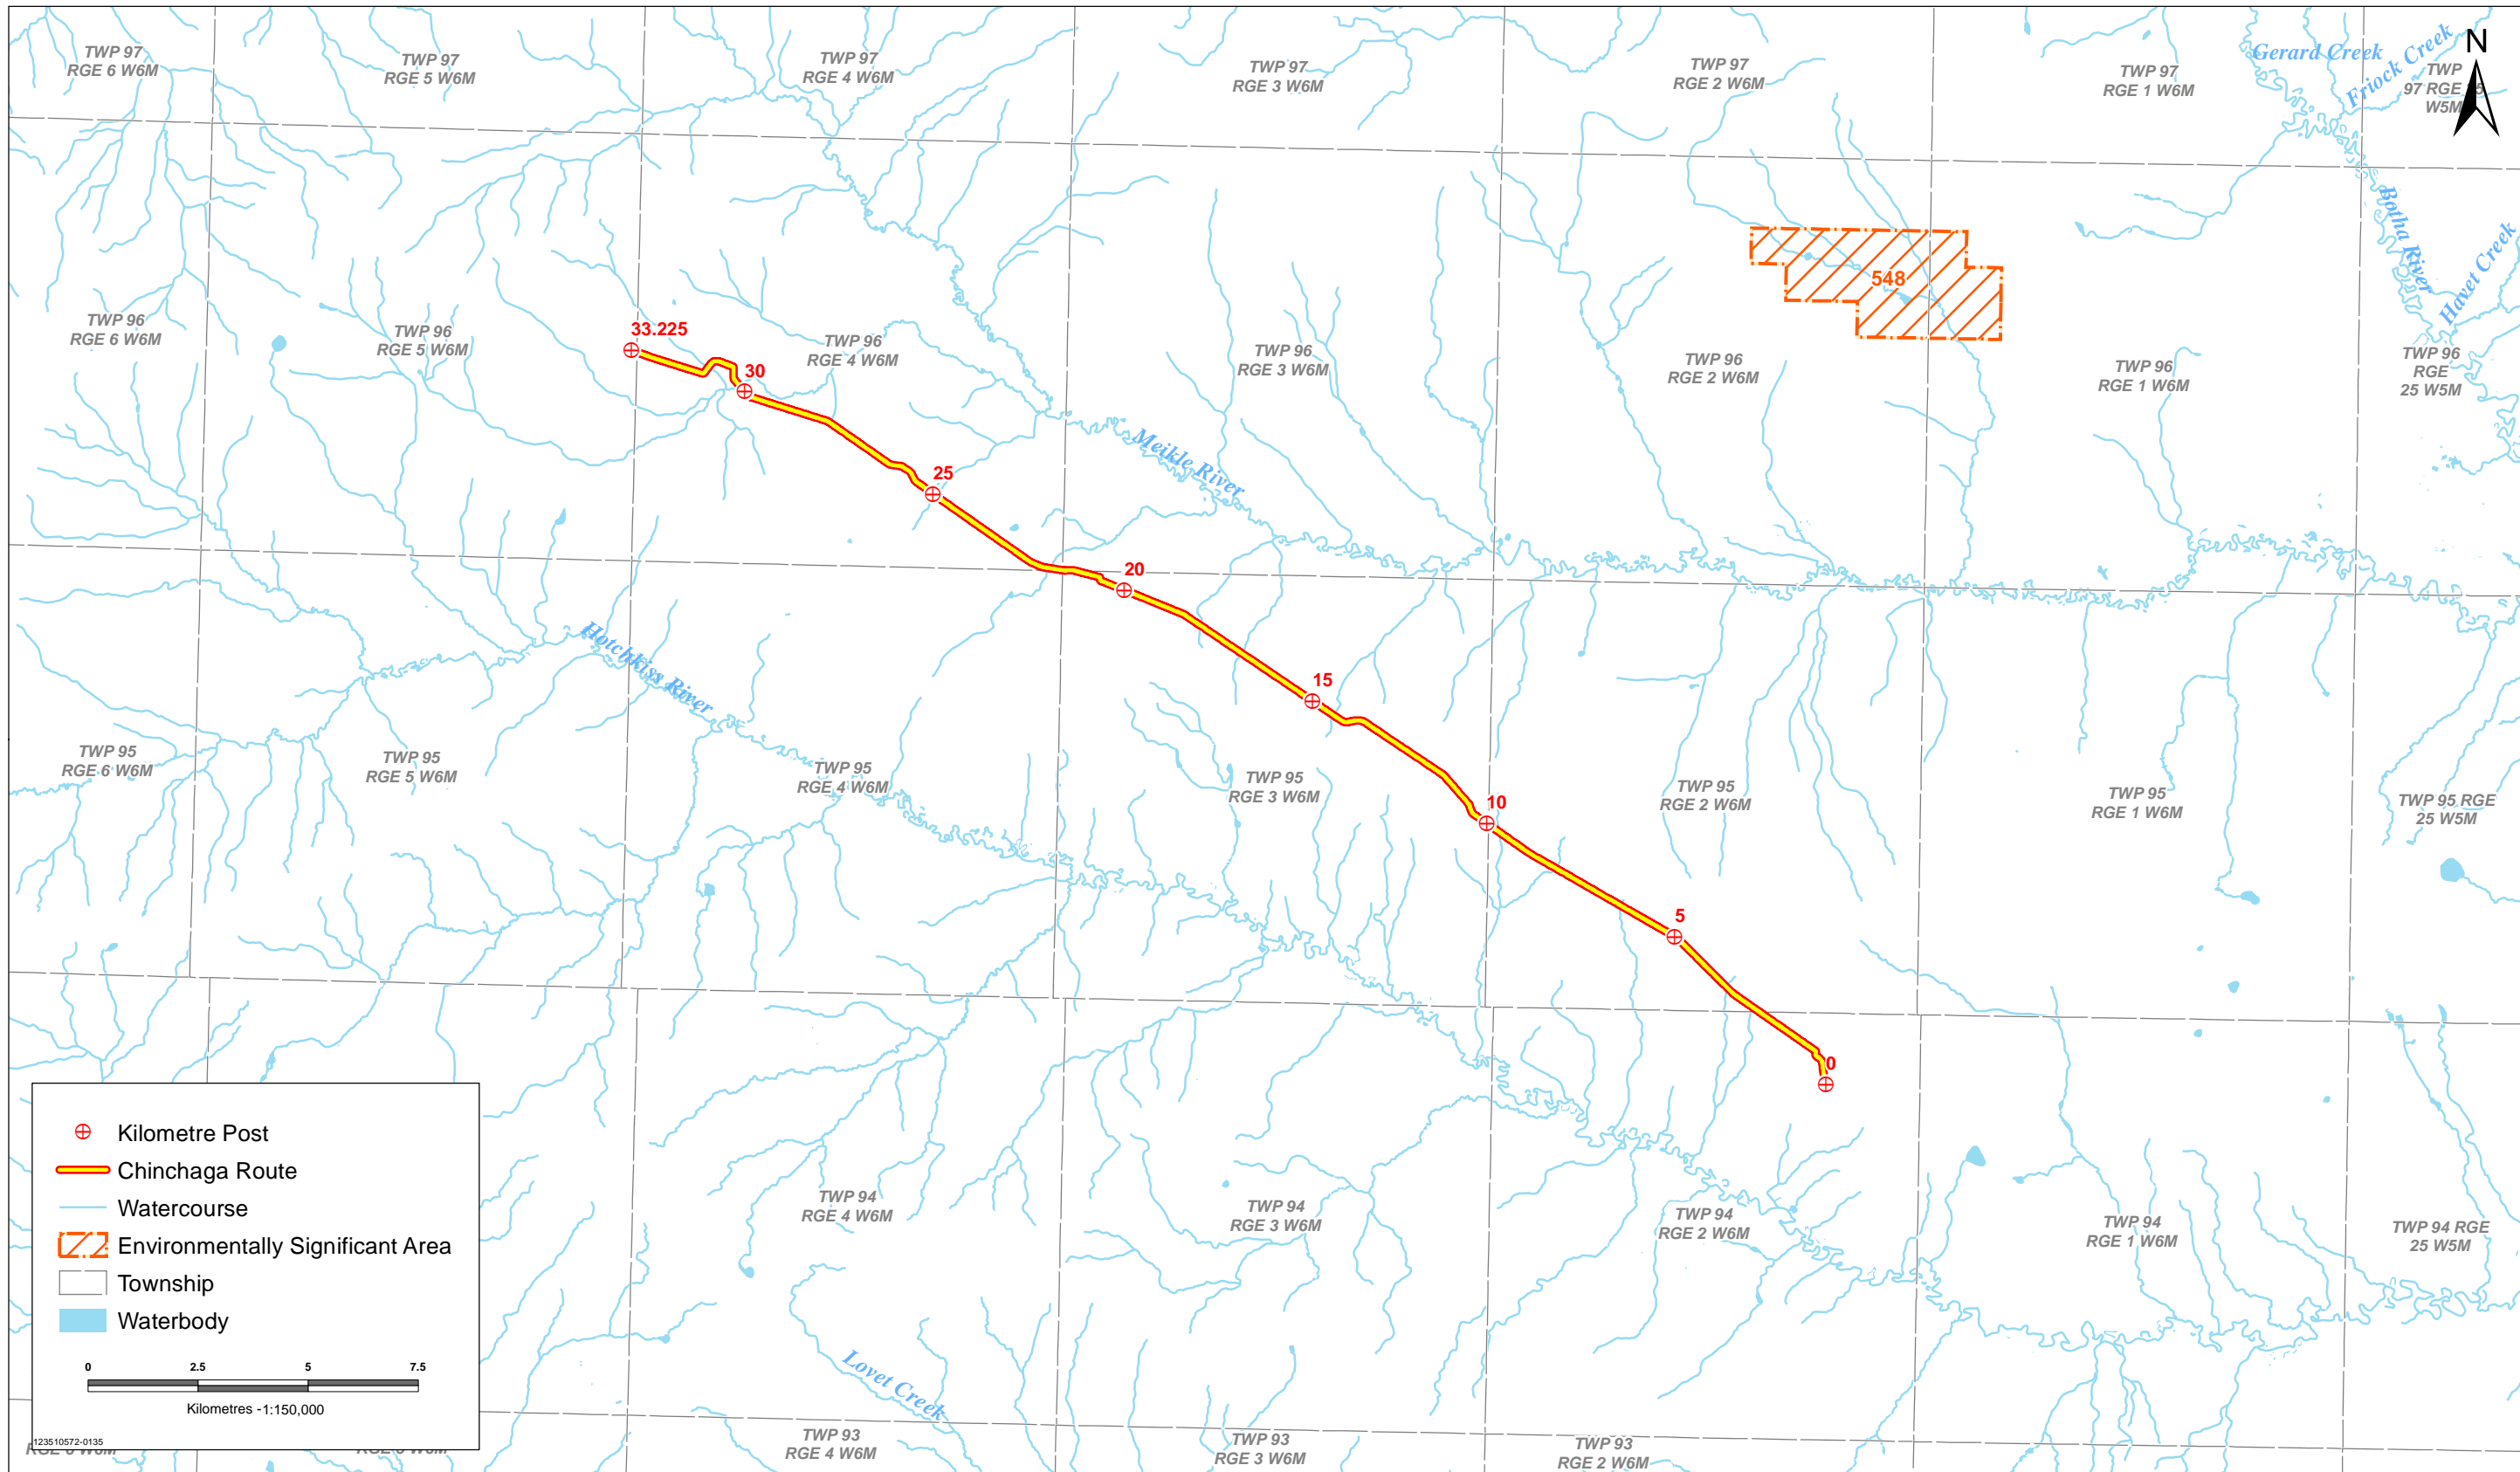 TWP 97
RGE 6 W6M
TWP 97
RGE 5 W6M
TWP 97
RGE 4 W6M
TWP 97
RGE 3 W6M
TWP 97
RGE 2 W6M
TWP 97
RGE 1 W6M
Gerard Creek
Friock Creek
N
TWP
97 RGE
W5M
Botha River
Havet Creek
548
TWP 96
RGE 6 W6M
TWP 96
RGE 5 W6M
33.225
30
TWP 96
RGE 4 W6M
TWP 96
RGE 3 W6M
TWP 96
RGE 2 W6M
TWP 96
RGE 1 W6M
TWP 96
RGE
25 W5M
Meikle River
25
20
Hotchkiss River
15
TWP 95
RGE 6 W6M
TWP 95
RGE 5 W6M
TWP 95
RGE 4 W6M
TWP 95
RGE 3 W6M
10
TWP 95
RGE 2 W6M
TWP 95
RGE 1 W6M
TWP 95 RGE
25 W5M
5
0
TWP 94
RGE 4 W6M
TWP 94
RGE 3 W6M
TWP 94
RGE 2 W6M
TWP 94
RGE 1 W6M
TWP 94 RGE
25 W5M
Lovet Creek
TWP 93
RGE 4 W6M
TWP 93
RGE 3 W6M
TWP 93
RGE 2 W6M
Kilometre Post
Chinchaga Route
Watercourse
Environmentally Significant Area
Township
Waterbody
0 2.5 5 7.5
Kilometres -1:150,000
123510572-0135